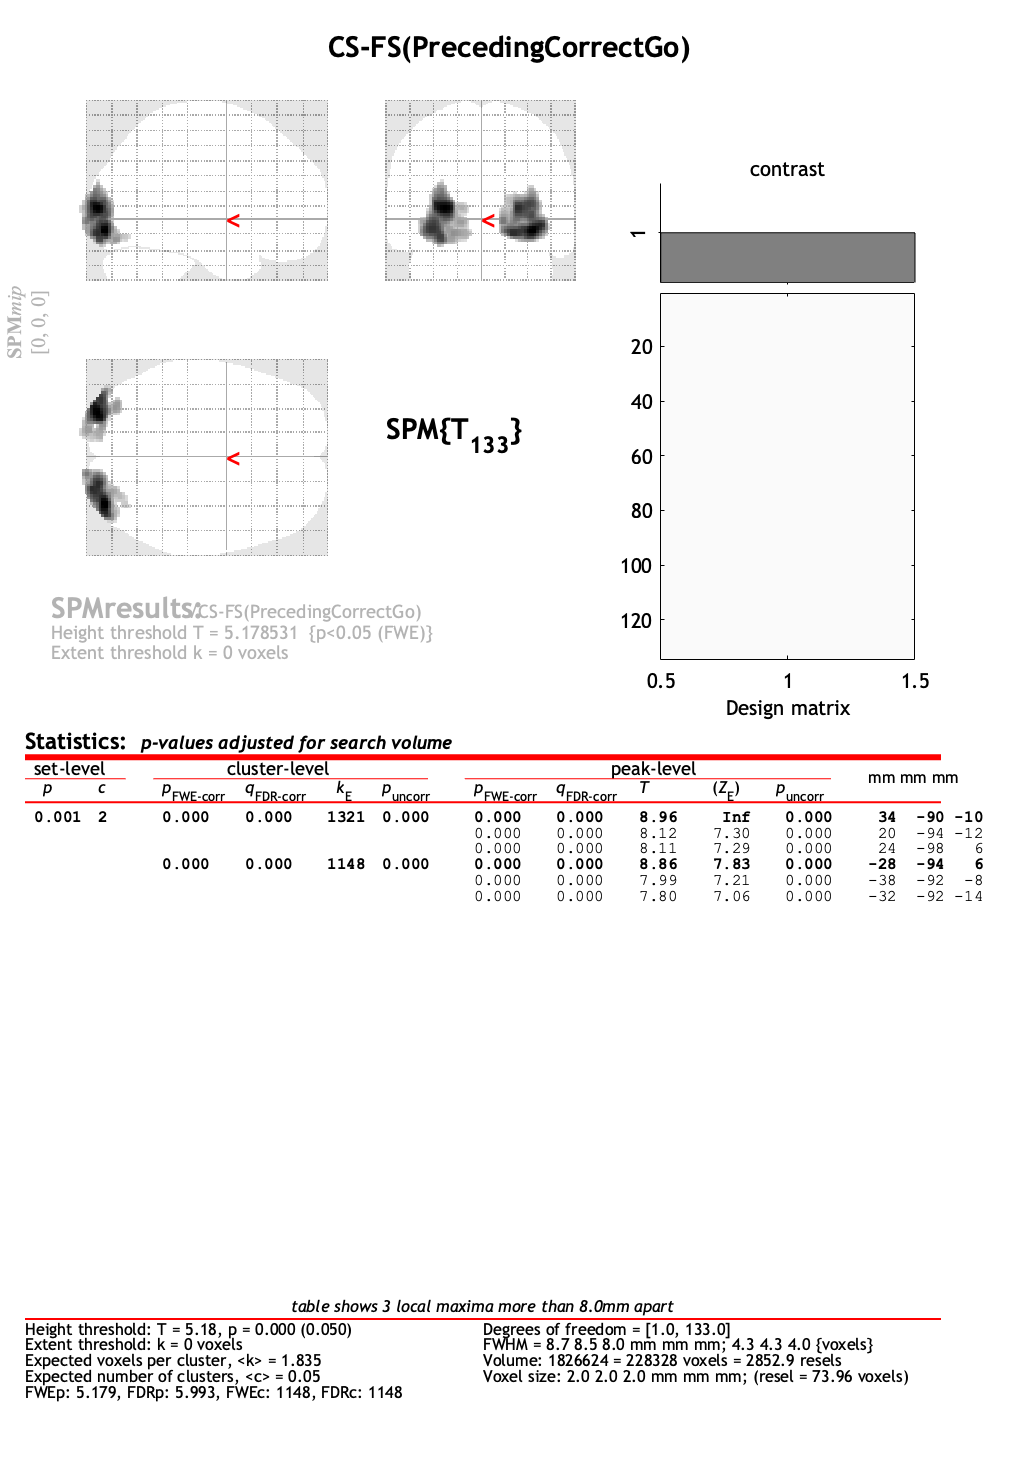 CS-FS(PrecedingCorrectGo)
SPMmip
[0, 0, 0]
<
<
<
SPM{T133}
contrast
1
20
40
60
80
100
120
0.5 1 1.5
Design matrix
SPMresults: ./CS-FS(PrecedingCorrectGo)
Height threshold T = 5.178531 {p<0.05 (FWE)}
Extent threshold k = 0 voxels
Statistics: p-values adjusted for search volume
set-level cluster-level peak-level mm mm mm
p c pFWE-corr qFDR-corr kE puncorr pFWE-corr qFDR-corr T (ZE) puncorr
0.001 2 0.000 0.000 1321 0.000 0.000 0.000 8.96 Inf 0.000 34 -90 -10
0.000 0.000 8.12 7.30 0.000 20 -94 -12
0.000 0.000 8.11 7.29 0.000 24 -98 6
0.000 0.000 1148 0.000 0.000 0.000 8.86 7.83 0.000 -28 -94 6
0.000 0.000 7.99 7.21 0.000 -38 -92 -8
0.000 0.000 7.80 7.06 0.000 -32 -92 -14
table shows 3 local maxima more than 8.0mm apart
Height threshold: T = 5.18, p = 0.000 (0.050)
Extent threshold: k = 0 voxels
Expected voxels per cluster, <k> = 1.835
Expected number of clusters, <c> = 0.05
FWEp: 5.179, FDRp: 5.993, FWEc: 1148, FDRc: 1148
Degrees of freedom = [1.0, 133.0]
FWHM = 8.7 8.5 8.0 mm mm mm; 4.3 4.3 4.0 {voxels}
Volume: 1826624 = 228328 voxels = 2852.9 resels
Voxel size: 2.0 2.0 2.0 mm mm mm; (resel = 73.96 voxels)